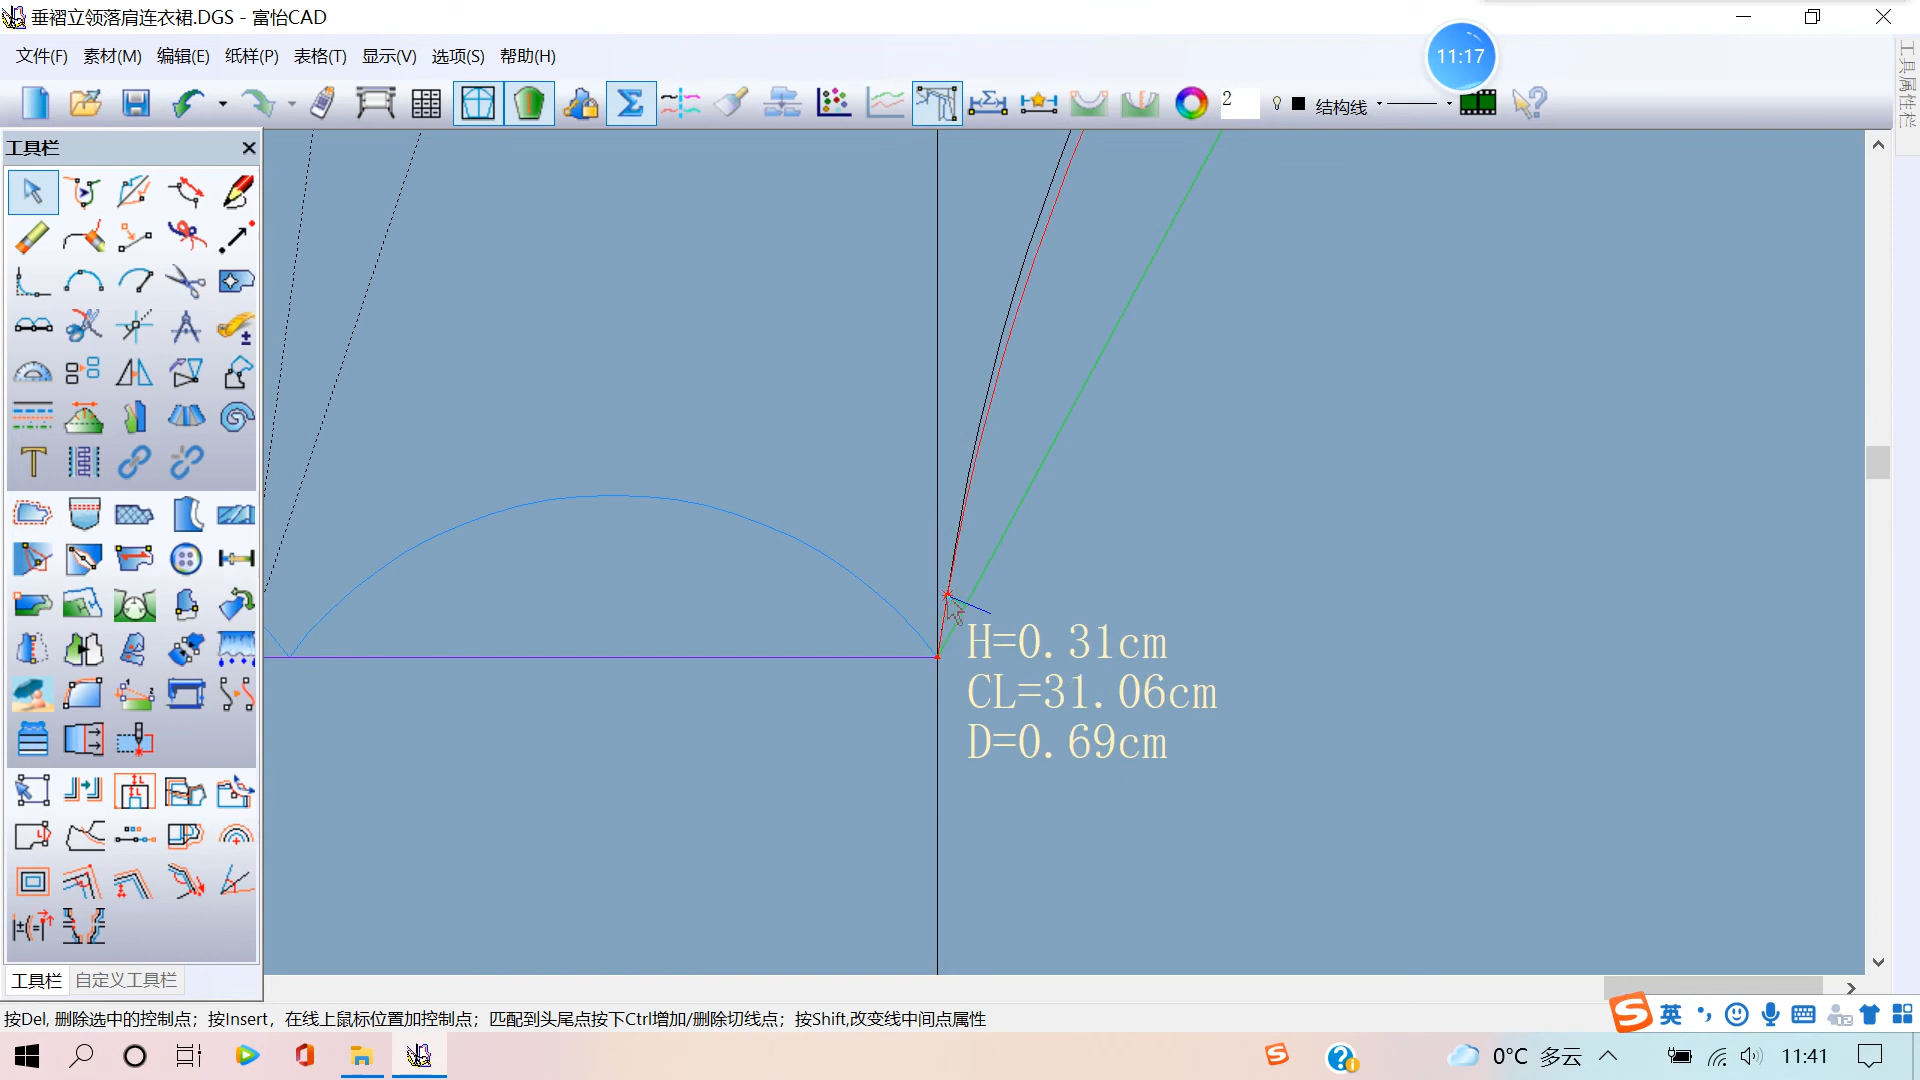 垂褶立领落肩连衣裙.DGS - 富怡CAD
文件(F) 素材(M) 编辑(E) 纸样(P) 表格(T) 显示(V) 选项(S) 帮助(H)
11:17
工具属性栏
2
结构线
工具栏
H=0.31cm
CL=31.06cm
D=0.69cm
工具栏 自定义工具栏
按Del, 删除选中的控制点；按Insert，在线上鼠标位置加控制点；匹配到头尾点按下Ctrl增加/删除切线点；按Shift,改变线中间点属性
英
12
0°C 多云
11:41